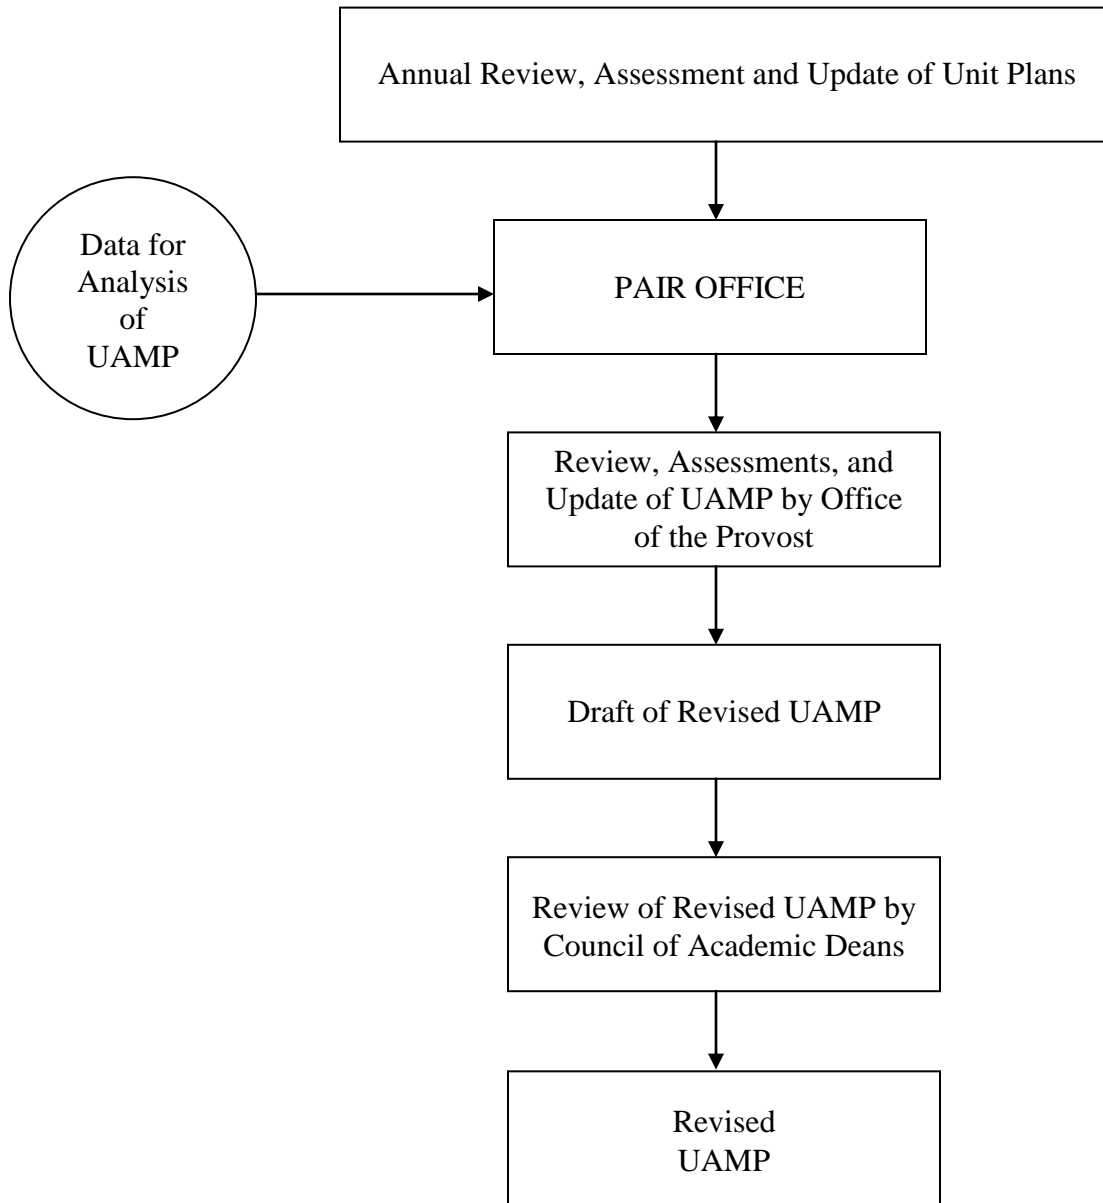 Annual Review, Assessment and Update of Unit Plans
Data for
Analysis
of
UAMP
PAIR OFFICE
Review, Assessments, and
Update of UAMP by Office
of the Provost
Draft of Revised UAMP
Review of Revised UAMP by
Council of Academic Deans
Revised
UAMP